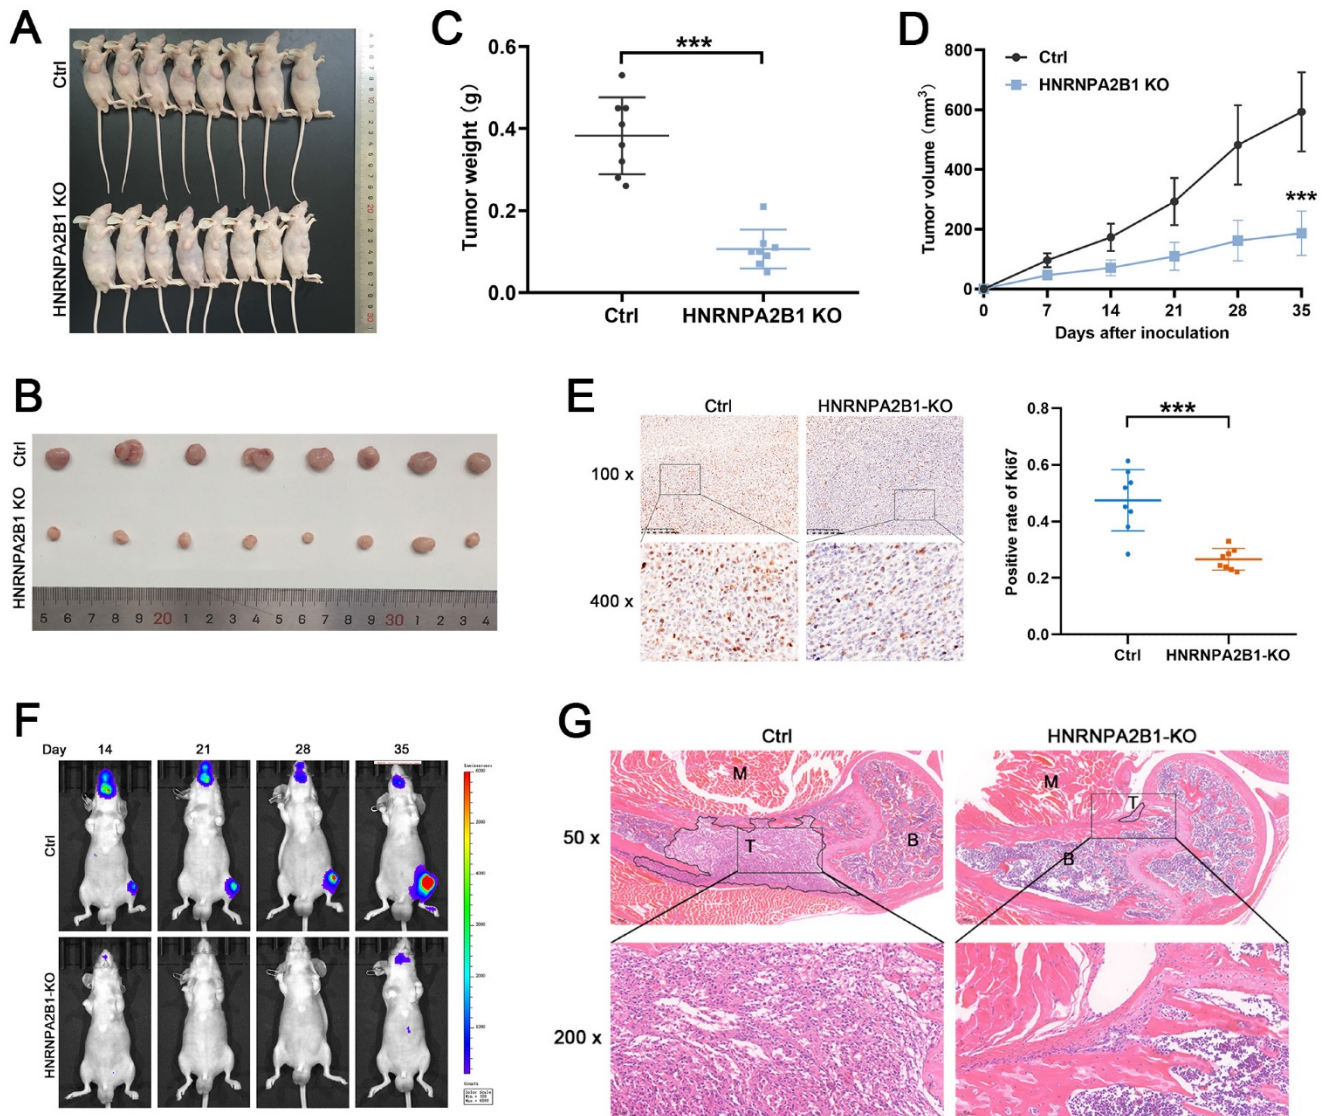 A
Ctrl
HNRNPA2B1 KO
B
Ctrl
HNRNPA2B1 KO
5 6 8 9 20 1 2 3 4 5 6 8 9 30 1 2 3 4
C
Tumor weight (g)
0.6
0.4
0.2
0.0
***
Ctrl HNRNPA2B1 KO
D
Tumor volume (mm³)
800
600
400
200
0
Ctrl
HNRNPA2B1 KO
***
0 7 14 21 28 35
Days after inoculation
E
Ctrl HNRNPA2B1-KO
100 x
400 x
Positive rate of Ki67
0.8
0.6
0.4
0.2
0.0
***
Ctrl HNRNPA2B1-KO
F
Day 14 21 28 35
Ctrl
HNRNPA2B1-KO
G
Ctrl HNRNPA2B1-KO
50 x
M
T
B
M
T
B
200 x